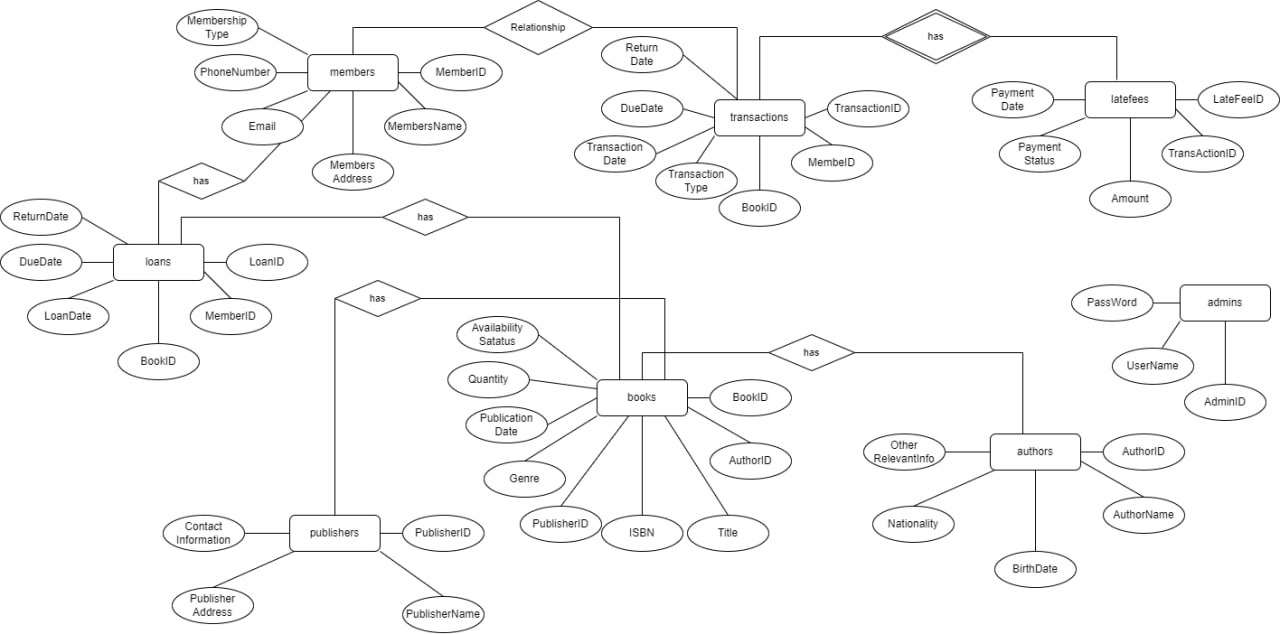 Membership
Type
Relationship
has
Return
Date
PhoneNumber
members
MemberID
Payment
Date
latefees
LateFeeID
DueDate
transactions
TransactionID
Email
MembersName
Transaction
Date
Payment
Status
TransActionID
MembeID
Members
Address
Transaction
Type
has
Amount
BookID
ReturnDate
has
DueDate
loans
LoanID
has
PassWord
admins
LoanDate
MemberID
Availability
Satatus
has
BookID
UserName
Quantity
books
BookID
AdminID
Publication
Date
Other
RelevantInfo
authors
AuthorID
AuthorID
Genre
AuthorName
PublisherID
ISBN
Title
Nationality
Contact
Information
publishers
PublisherID
BirthDate
Publisher
Address
PublisherName